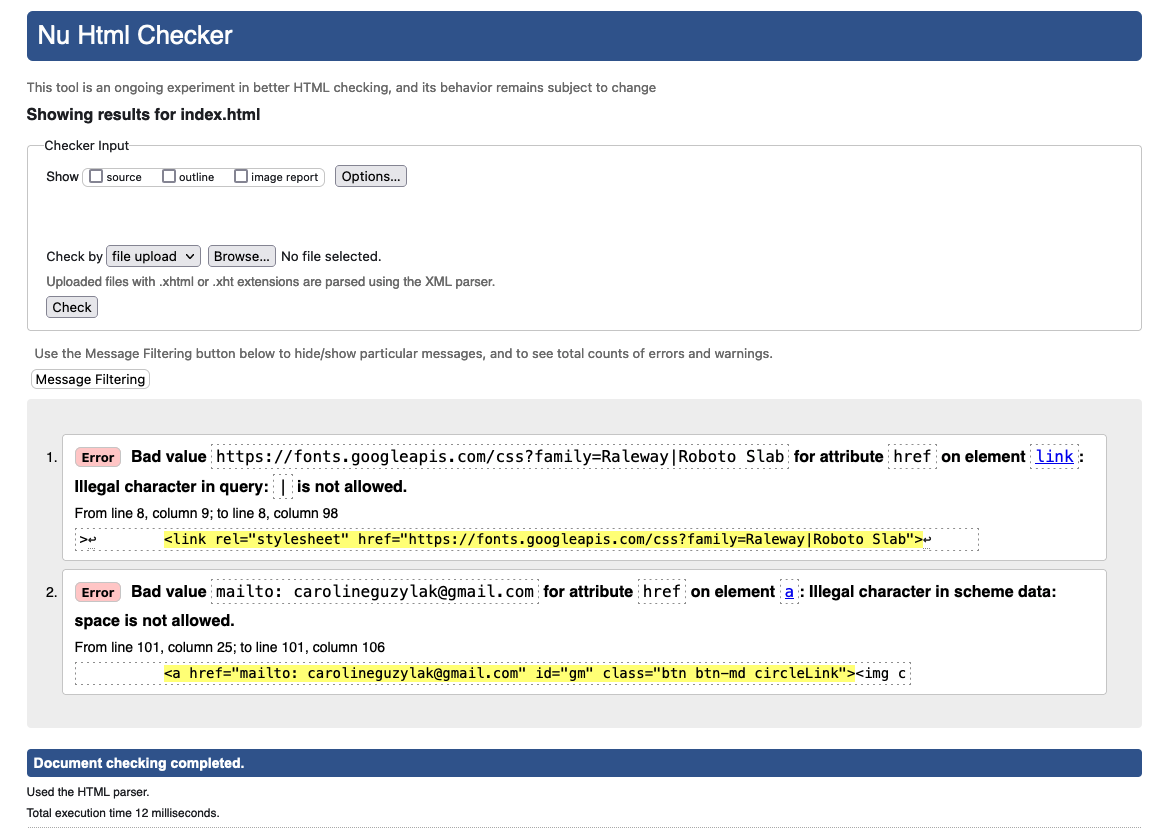 Nu Html Checker
This tool is an ongoing experiment in better HTML checking, and its behavior remains subject to change
Showing results for index.html
Checker Input
Show source outline image report Options...
Check by file upload Browse... No file selected.
Uploaded files with .xhtml or .xht extensions are parsed using the XML parser.
Check
Use the Message Filtering button below to hide/show particular messages, and to see total counts of errors and warnings.
Message Filtering
1. Error Bad value https://fonts.googleapis.com/css?family=Raleway|Roboto Slab for attribute href on element link:
Illegal character in query: | is not allowed.
From line 8, column 9; to line 8, column 98
>↩ <link rel="stylesheet" href="https://fonts.googleapis.com/css?family=Raleway|Roboto Slab">↩
2. Error Bad value mailto: carolineguzylak@gmail.com for attribute href on element a: Illegal character in scheme data:
space is not allowed.
From line 101, column 25; to line 101, column 106
<a href="mailto: carolineguzylak@gmail.com" id="gm" class="btn btn-md circleLink"><img c
Document checking completed.
Used the HTML parser.
Total execution time 12 milliseconds.